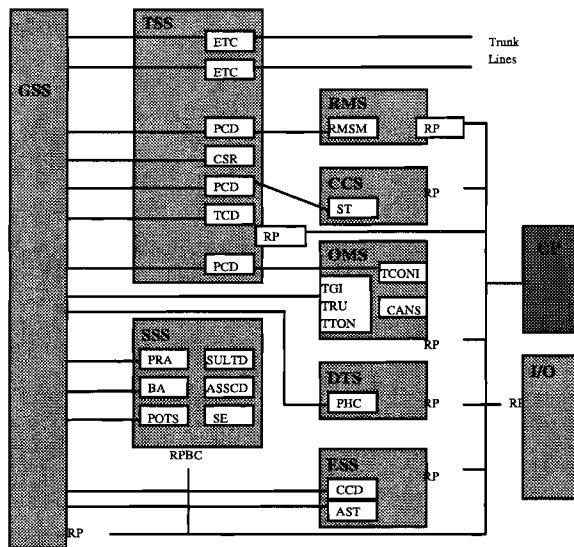 TSS
ETC
Trunk
ETC
Lines
GSS
RMS
PCD
RMSM
RP
CSR
CCS
PCD
RP
ST
TCD
RP
CP
OMS
PCD
TCONI
TGI
TRU
CANS
TTON
SSS
RP
PRA
SULTD
DTS
I/O
BA
ASSCD
PHC
RP
RP
POTS
SE
RPBC
ESS
RP
CCD
AST
RP